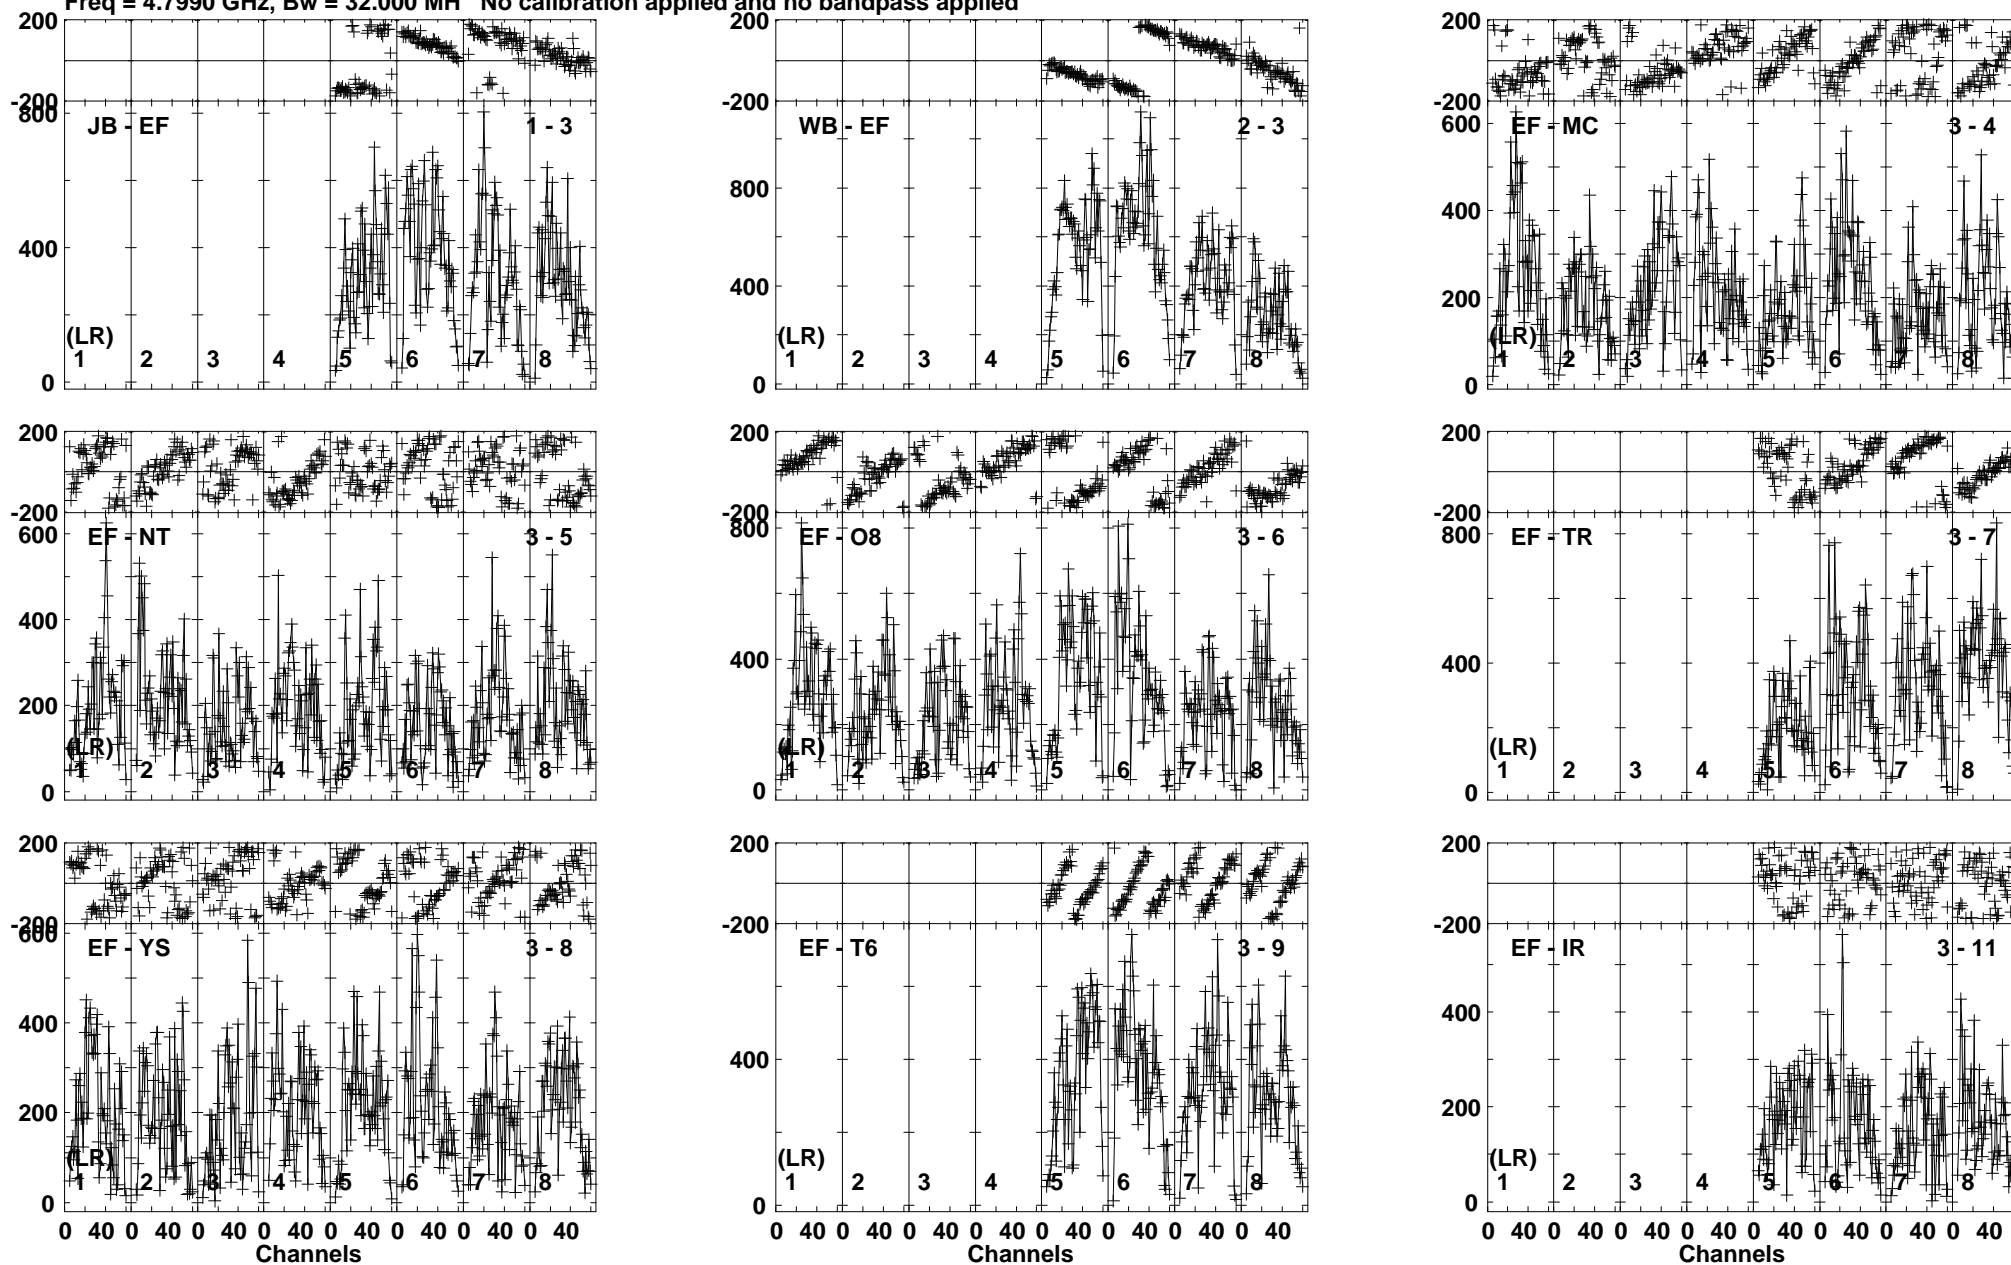 Freq = 4.7990 GHz, Bw = 32.000 MH No calibration applied and no bandpass applied
200
-200
800
400
0
JB - EF
1 - 3
(LR)
1 2 3 4 5 6 7 8
200
-200
800
400
0
WB - EF
2 - 3
(LR)
1 2 3 4 5 6 7 8
200
-200
600
400
200
0
EF - MC
3 - 4
(LR)
1 2 3 4 5 6 7 8
200
-200
600
400
200
0
EF - NT
3 - 5
(LR)
1 2 3 4 5 6 7 8
200
-200
800
400
0
EF - O8
3 - 6
(LR)
1 2 3 4 5 6 7 8
200
-200
800
400
0
EF - TR
3 - 7
(LR)
1 2 3 4 5 6 7 8
200
-200
600
400
200
0
EF - YS
3 - 8
(LR)
1 2 3 4 5 6 7 8
0 40 0 40 0 40 0 40 0 40 0 40 0 40 0 40
Channels
200
-200
400
0
EF - T6
3 - 9
(LR)
1 2 3 4 5 6 7 8
0 40 0 40 0 40 0 40 0 40 0 40 0 40 0 40
Channels
200
-200
400
200
0
EF - IR
3 - 11
(LR)
1 2 3 4 5 6 7 8
0 40 0 40 0 40 0 40 0 40 0 40 0 40 0 40
Channels